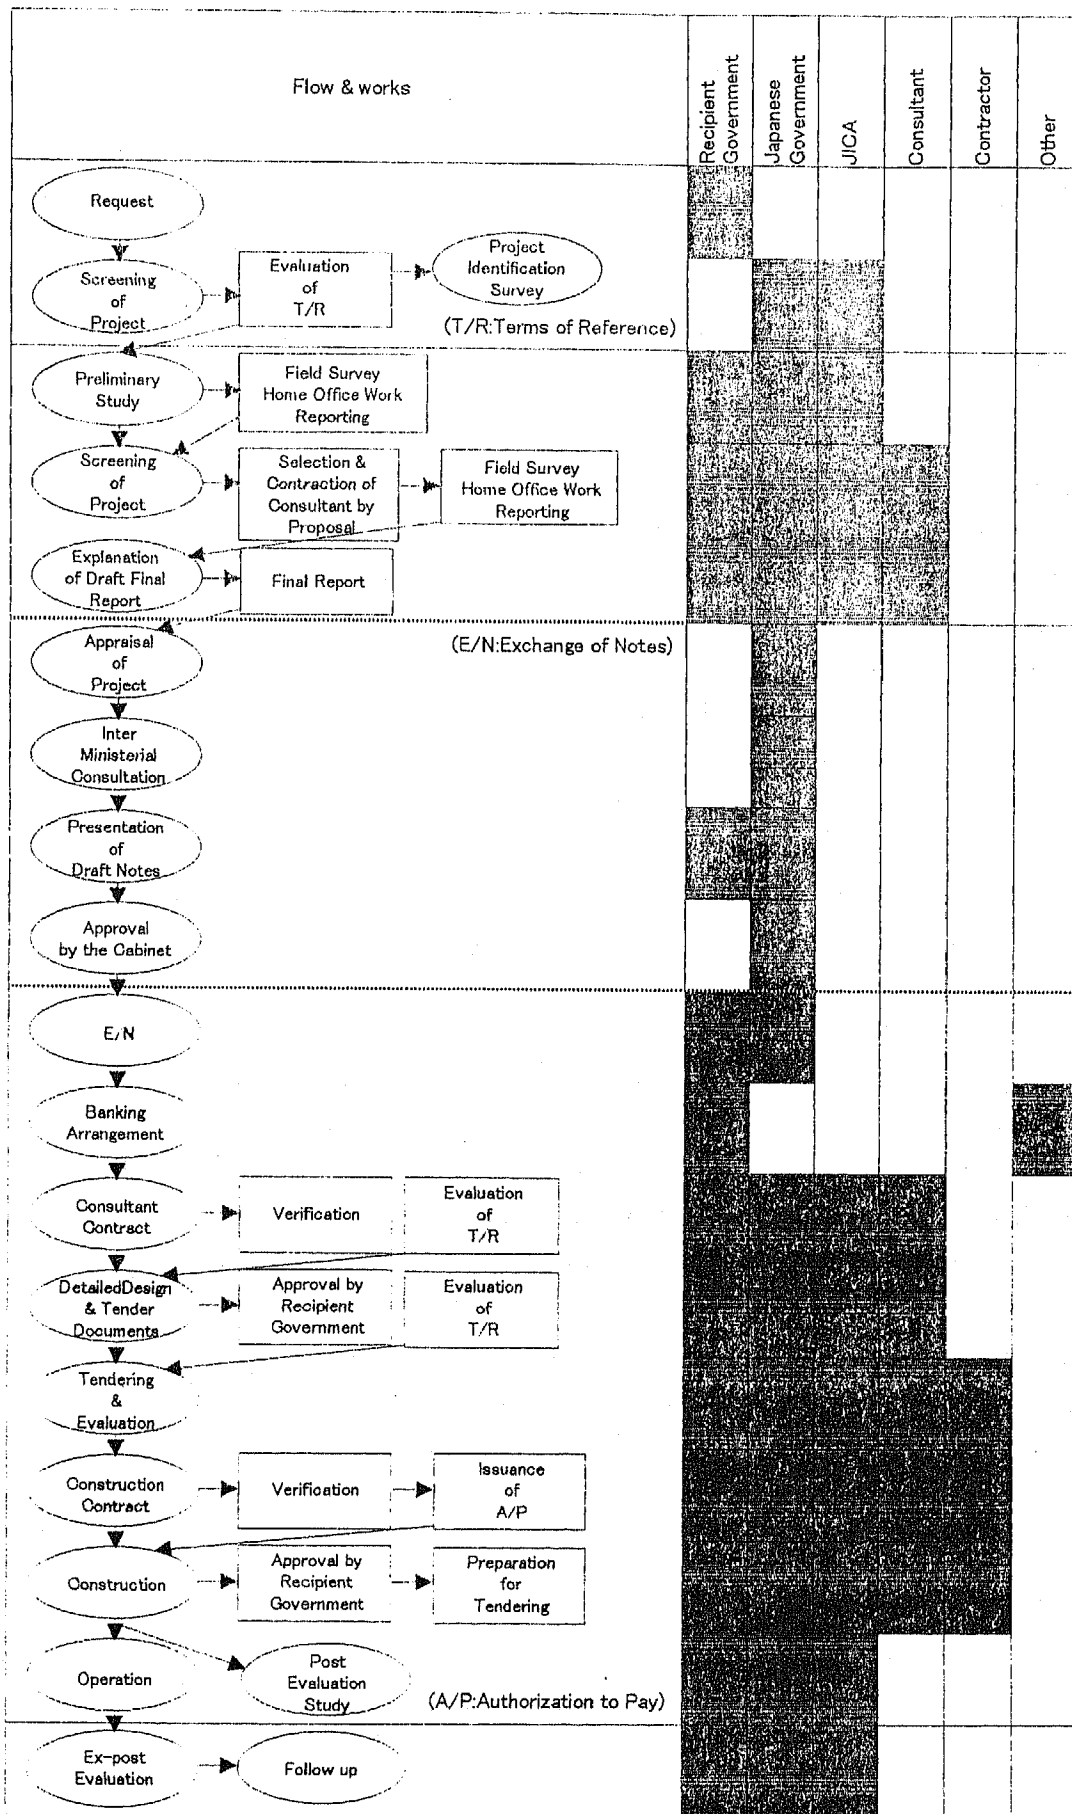 Flow & works
Recipient
Government
Japanese
Government
JICA
Consultant
Contractor
Other
Request
Screening
of
Project
Evaluation
of
T/R
Project
Identification
Survey
(T/R:Terms of Reference)
Preliminary
Study
Field Survey
Home Office Work
Reporting
Screening
of
Project
Selection &
Contraction of
Consultant by
Proposal
Field Survey
Home Office Work
Reporting
Explanation
of Draft Final
Report
Final Report
(E/N:Exchange of Notes)
Appraisal
of
Project
Inter
Ministerial
Consultation
Presentation
of
Draft Notes
Approval
by the Cabinet
E/N
Banking
Arrangement
Consultant
Contract
Verification
Evaluation
of
T/R
DetailedDesign
& Tender
Documents
Approval by
Recipient
Government
Evaluation
of
T/R
Tendering
&
Evaluation
Construction
Contract
Verification
Issuance
of
A/P
Construction
Approval by
Recipient
Government
Preparation
for
Tendering
Operation
Post
Evaluation
Study
(A/P:Authorization to Pay)
Ex-post
Evaluation
Follow up